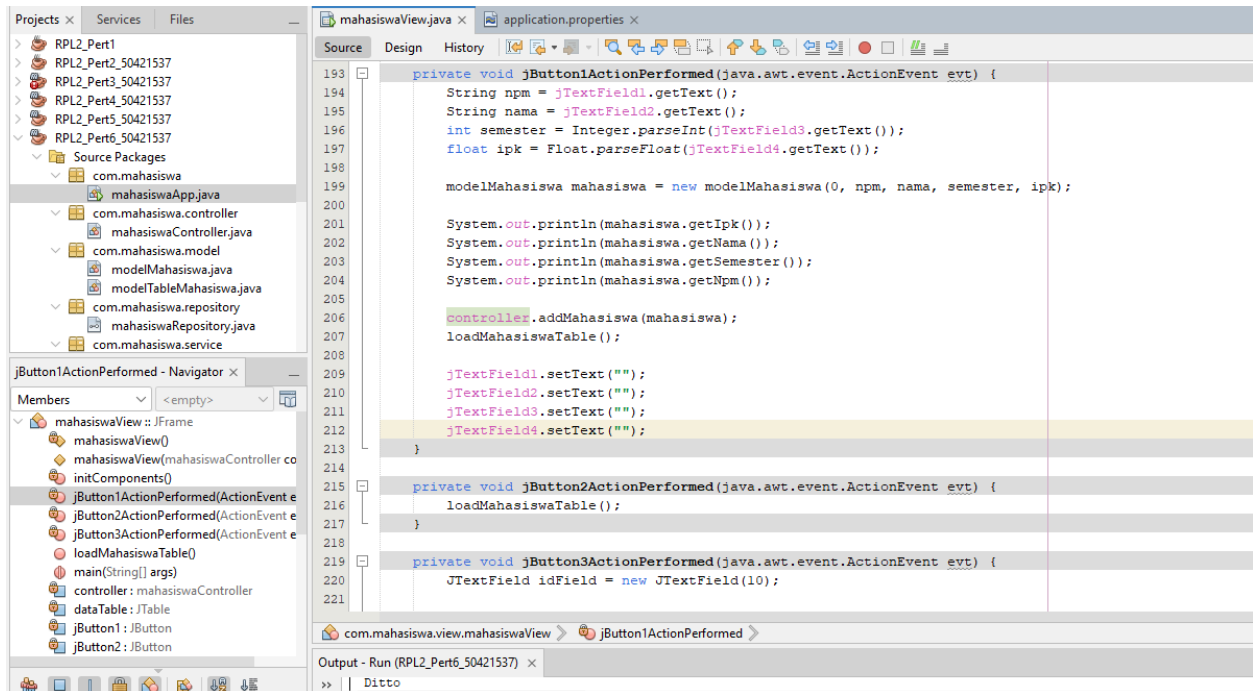 Projects × Services Files
RPL2_Pert1
RPL2_Pert2_50421537
RPL2_Pert3_50421537
RPL2_Pert4_50421537
RPL2_Pert5_50421537
RPL2_Pert6_50421537
Source Packages
com.mahasiswa
mahasiswaApp.java
com.mahasiswa.controller
mahasiswaController.java
com.mahasiswa.model
modelMahasiswa.java
modelTableMahasiswa.java
com.mahasiswa.repository
mahasiswaRepository.java
com.mahasiswa.service
jButton1ActionPerformed - Navigator ×
Members <empty>
mahasiswaView :: JFrame
mahasiswaView()
mahasiswaView(mahasiswaController co
initComponents()
jButton1ActionPerformed(ActionEvent e
jButton2ActionPerformed(ActionEvent e
jButton3ActionPerformed(ActionEvent e
loadMahasiswaTable()
main(String[] args)
controller : mahasiswaController
dataTable : JTable
jButton1 : JButton
jButton2 : JButton
mahasiswaView.java × application.properties ×
Source Design History
193 private void jButton1ActionPerformed(java.awt.event.ActionEvent evt) {
194 String npm = jTextField1.getText();
195 String nama = jTextField2.getText();
196 int semester = Integer.parseInt(jTextField3.getText());
197 float ipk = Float.parseFloat(jTextField4.getText());
198
199 modelMahasiswa mahasiswa = new modelMahasiswa(0, npm, nama, semester, ipk);
200
201 System.out.println(mahasiswa.getIpk());
202 System.out.println(mahasiswa.getNama());
203 System.out.println(mahasiswa.getSemester());
204 System.out.println(mahasiswa.getNpm());
205
206 controller.addMahasiswa(mahasiswa);
207 loadMahasiswaTable();
208
209 jTextField1.setText("");
210 jTextField2.setText("");
211 jTextField3.setText("");
212 jTextField4.setText("");
213 }
214
215 private void jButton2ActionPerformed(java.awt.event.ActionEvent evt) {
216 loadMahasiswaTable();
217 }
218
219 private void jButton3ActionPerformed(java.awt.event.ActionEvent evt) {
220 JTextField idField = new JTextField(10);
221
com.mahasiswa.view.mahasiswaView jButton1ActionPerformed
Output - Run (RPL2_Pert6_50421537) ×
Ditto